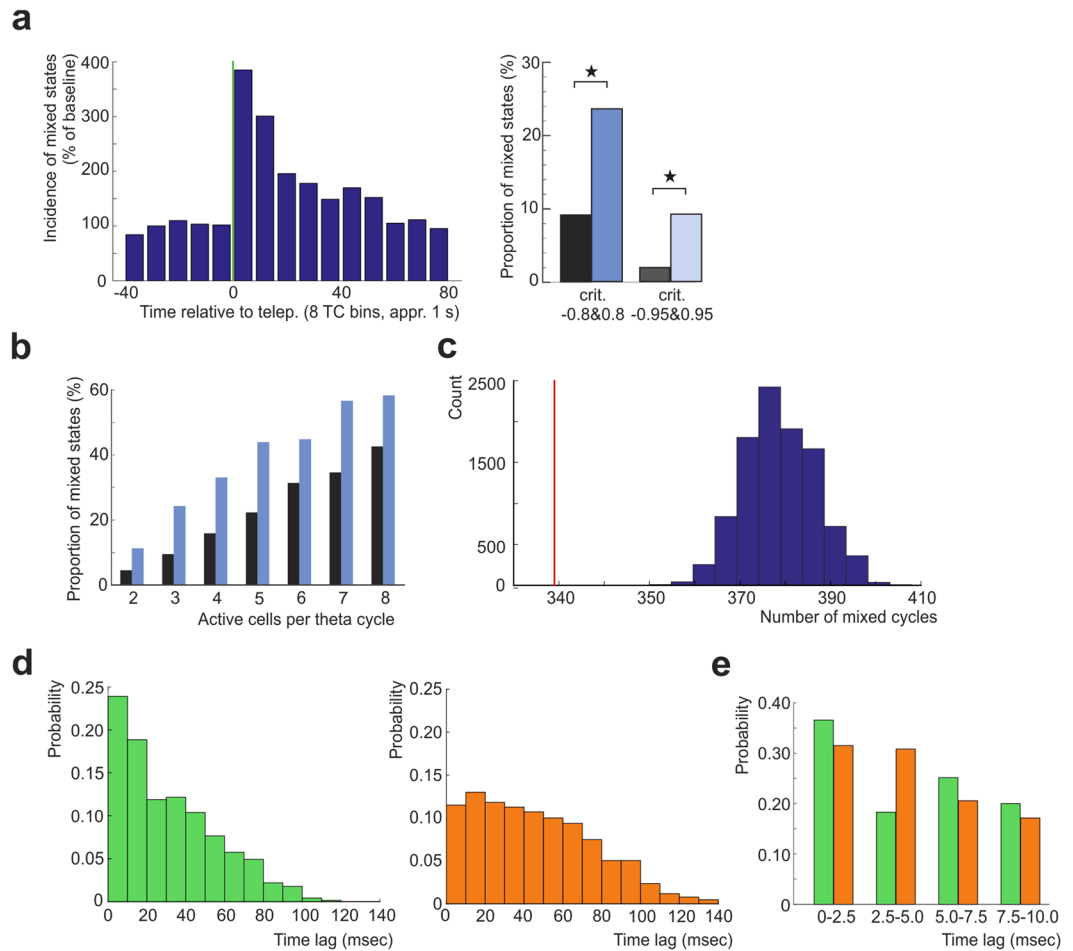 a
Incidence of mixed states
(% of baseline)
400
300
200
100
0
-40
0
40
80
Time relative to telep. (8 TC bins, appr. 1 s)
Proportion of mixed states (%)
30
20
10
0
★
★
crit.
-0.8&0.8
crit.
-0.95&0.95
b
Proportion of mixed states (%)
60
40
20
0
2 3 4 5 6 7 8
Active cells per theta cycle
c
Count
2500
1500
500
0
340 350 370 390 410
Number of mixed cycles
d
Probability
0.25
0.20
0.15
0.10
0.05
0
0 20 40 60 80 100 120 140
Time lag (msec)
Probability
0.25
0.20
0.15
0.10
0.05
0
0 20 40 60 80 100 120 140
Time lag (msec)
e
Probability
0.40
0.30
0.20
0.10
0
0-2.5 2.5-5.0 5.0-7.5 7.5-10.0
Time lag (msec)